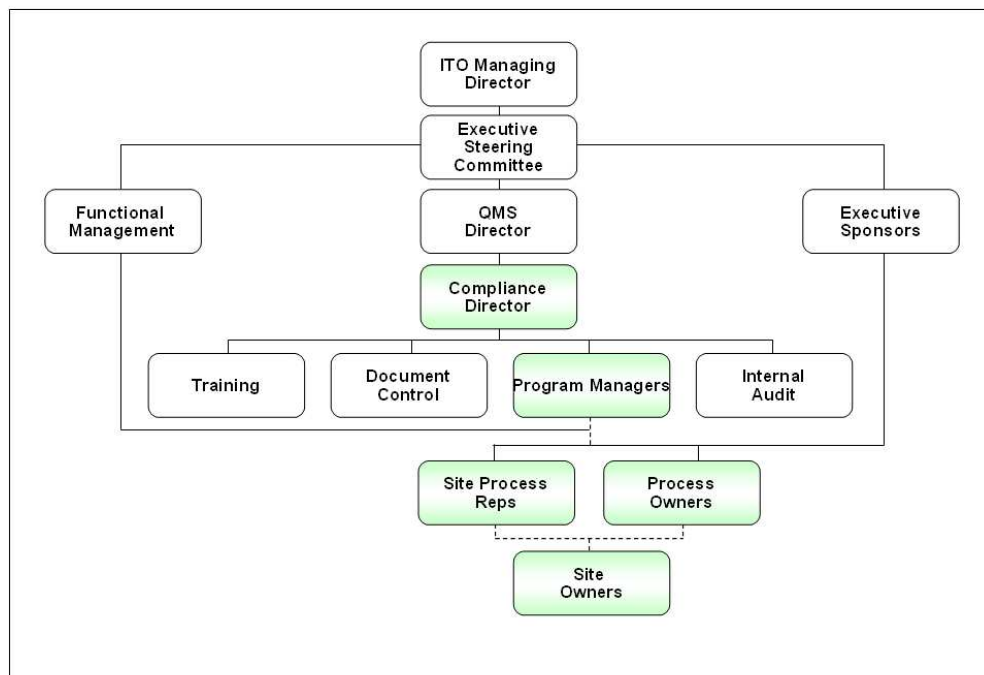 ITO Managing
Director
Executive
Steering
Committee
Functional
Management
QMS
Director
Executive
Sponsors
Compliance
Director
Training
Document
Control
Program Managers
Internal
Audit
Site Process
Reps
Process
Owners
Site
Owners